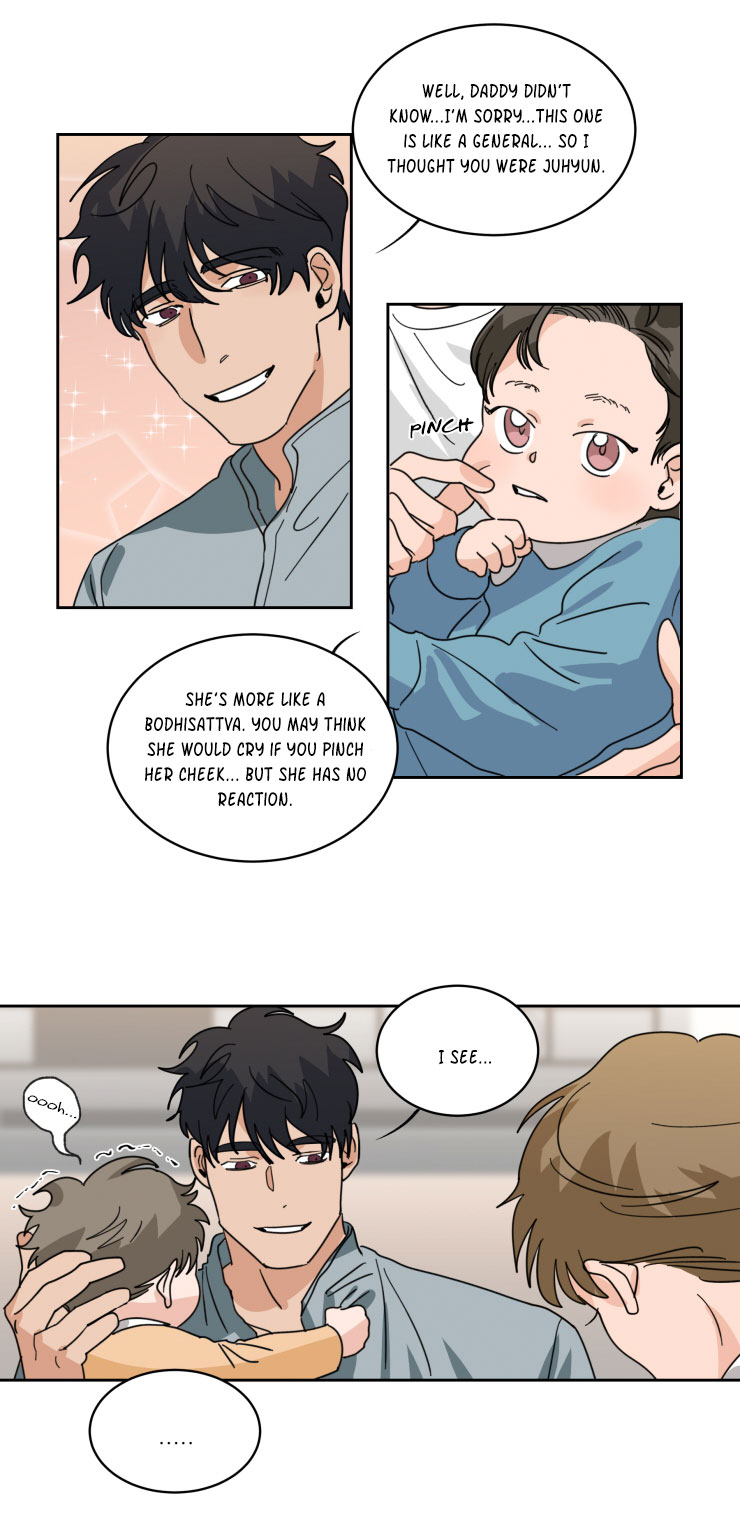 WELL, DADDY DIDN'T
KNOW...I'M SORRY...THIS ONE
IS LIKE A GENERAL... SO I
THOUGHT YOU WERE JUHYUN.
PINCH
SHE'S MORE LIKE A
BODHISATTVA. YOU MAY THINK
SHE WOULD CRY IF YOU PINCH
HER CHEEK... BUT SHE HAS NO
REACTION.
I SEE...
oooh...
.....